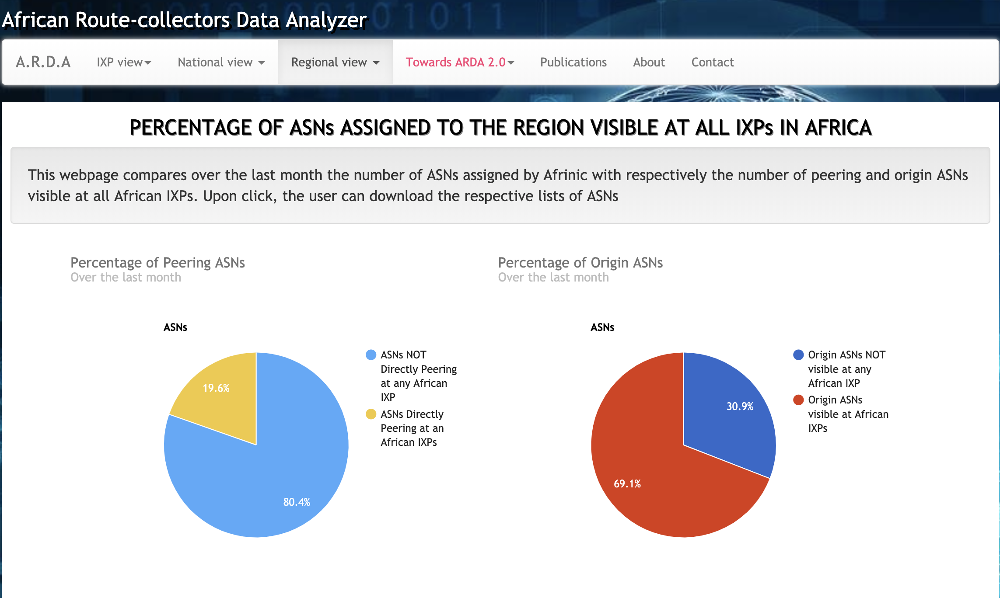 African Route-collectors Data Analyzer
A.R.D.A IXP view National view Regional view Towards ARDA 2.0 Publications About Contact
PERCENTAGE OF ASNs ASSIGNED TO THE REGION VISIBLE AT ALL IXPs IN AFRICA
This webpage compares over the last month the number of ASNs assigned by Afrinic with respectively the number of peering and origin ASNs
visible at all African IXPs. Upon click, the user can download the respective lists of ASNs
Percentage of Peering ASNs
Over the last month
ASNs
19.6%
80.4%
ASNs NOT
Directly Peering
at any African
IXP
ASNs Directly
Peering at an
African IXPs
Percentage of Origin ASNs
Over the last month
ASNs
30.9%
69.1%
Origin ASNs NOT
visible at any
African IXP
Origin ASNs
visible at African
IXPs